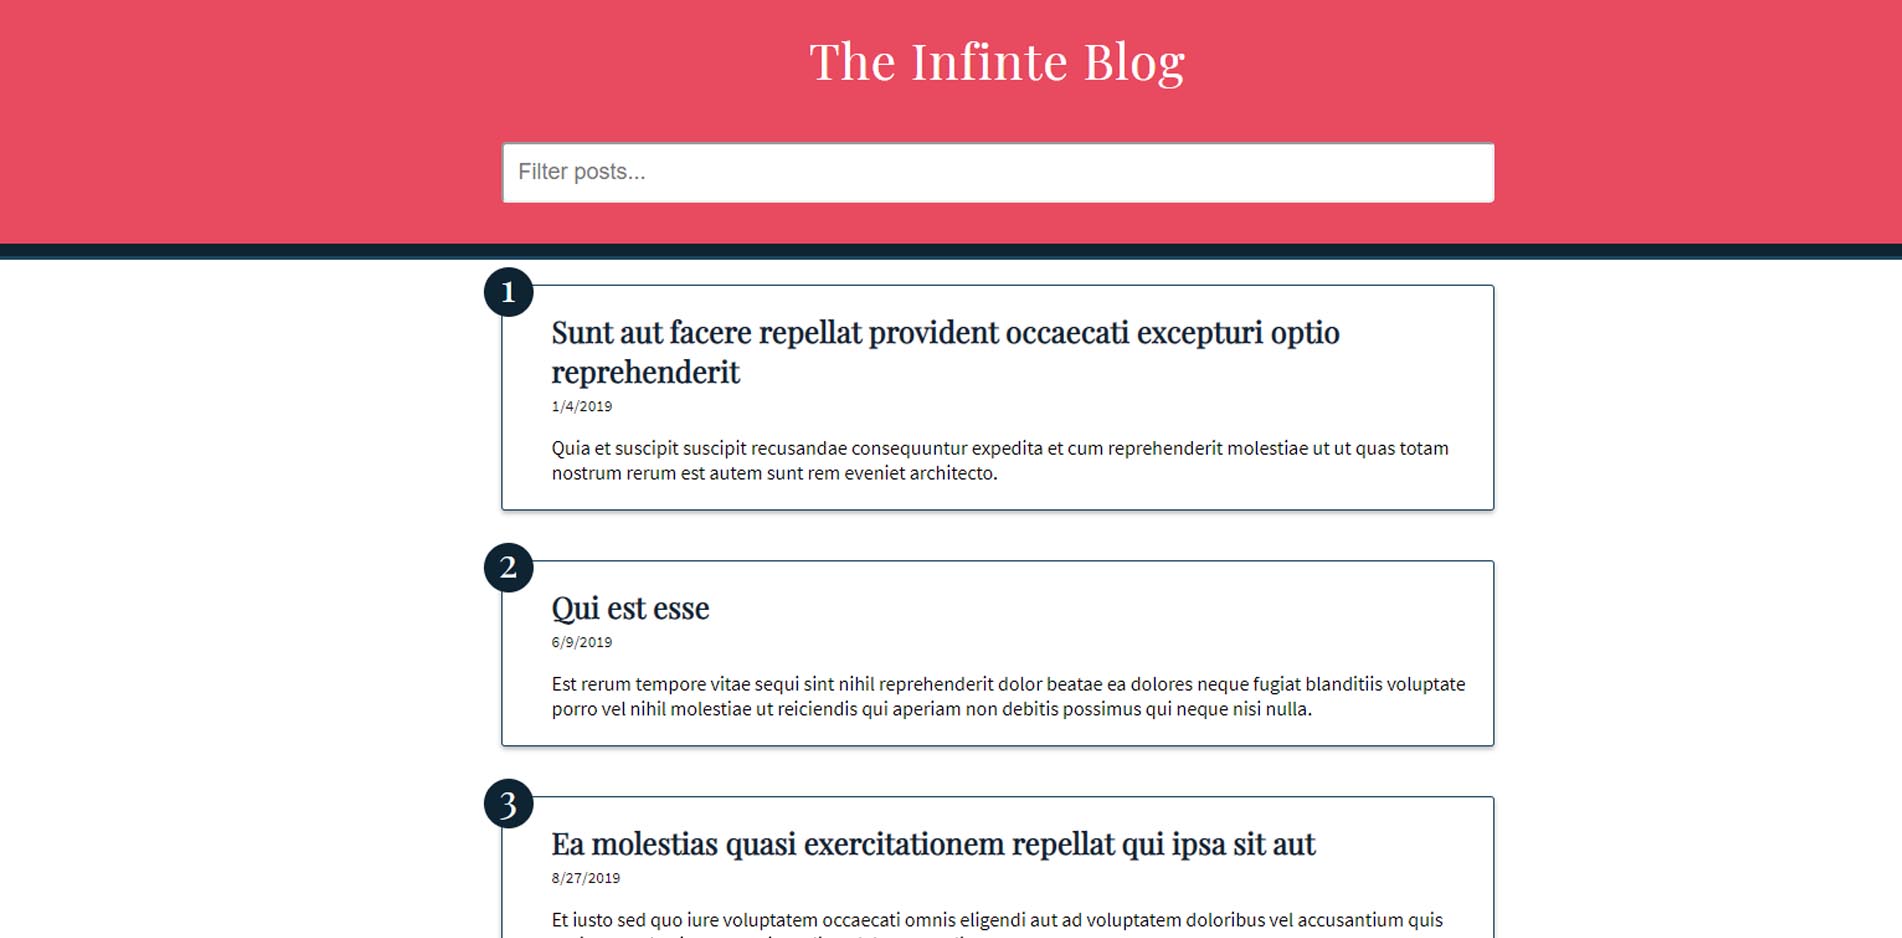 The Infinte Blog
Filter posts...
1
Sunt aut facere repellat provident occaecati excepturi optio
reprehenderit
1/4/2019
Quia et suscipit suscipit recusandae consequuntur expedita et cum reprehenderit molestiae ut ut quas totam
nostrum rerum est autem sunt rem eveniet architecto.
2
Qui est esse
6/9/2019
Est rerum tempore vitae sequi sint nihil reprehenderit dolor beatae ea dolores neque fugiat blanditiis voluptate
porro vel nihil molestiae ut reiciendis qui aperiam non debitis possimus qui neque nisi nulla.
3
Ea molestias quasi exercitationem repellat qui ipsa sit aut
8/27/2019
Et iusto sed quo iure voluptatem occaecati omnis eligendi aut ad voluptatem doloribus vel accusantium quis